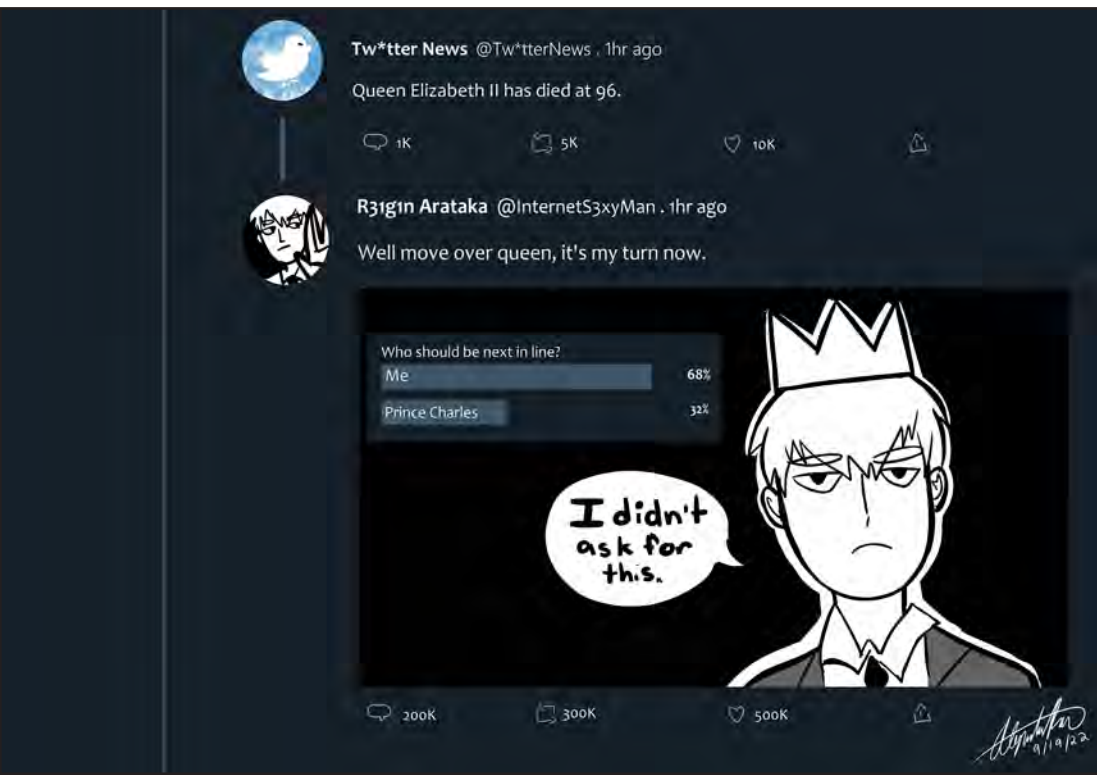 Tw*tter News @Tw*tterNews . 1hr ago
Queen Elizabeth II has died at 96.
1K 5K 10K
R31g1n Arataka @InternetS3xyMan . 1hr ago
Well move over queen, it's my turn now.
Who should be next in line?
Me 68%
Prince Charles 32%
I didn't
ask for
this.
200K 300K 500K
9/19/22